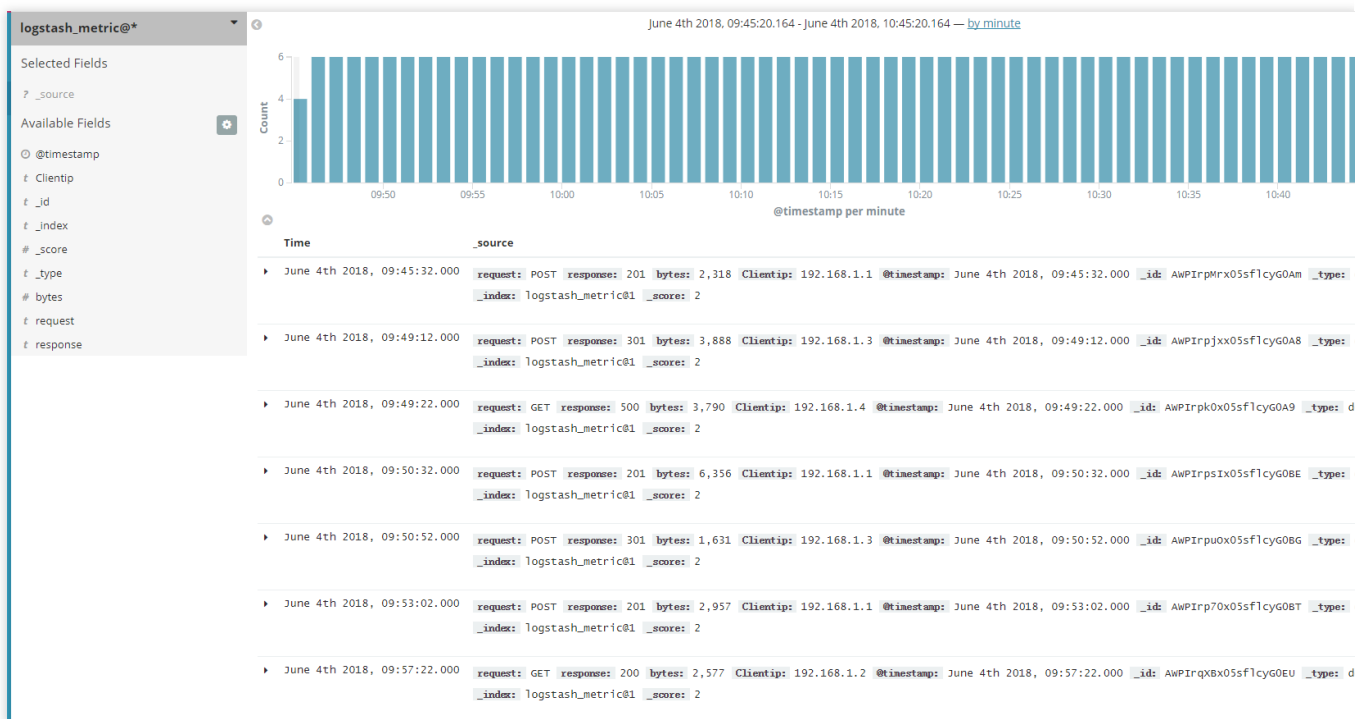 logstash_metric@*
Selected Fields
? _source
Available Fields
@timestamp
t Clientip
t _id
t _index
# _score
t _type
# bytes
t request
t response
June 4th 2018, 09:45:20.164 - June 4th 2018, 10:45:20.164 — by minute
Count
6
4
2
0
09:50 09:55 10:00 10:05 10:10 10:15 10:20 10:25 10:30 10:35 10:40
@timestamp per minute
Time _source
June 4th 2018, 09:45:32.000 request: POST response: 201 bytes: 2,318 Clientip: 192.168.1.1 @timestamp: June 4th 2018, 09:45:32.000 _id: AWPIrpMrxO5sflcyG0Am _type:
_index: logstash_metric@1 _score: 2
June 4th 2018, 09:49:12.000 request: POST response: 301 bytes: 3,888 Clientip: 192.168.1.3 @timestamp: June 4th 2018, 09:49:12.000 _id: AWPIrpjxxO5sflcyG0A8 _type:
_index: logstash_metric@1 _score: 2
June 4th 2018, 09:49:22.000 request: GET response: 500 bytes: 3,790 Clientip: 192.168.1.4 @timestamp: June 4th 2018, 09:49:22.000 _id: AWPIrpkOxO5sflcyG0A9 _type: d
_index: logstash_metric@1 _score: 2
June 4th 2018, 09:50:32.000 request: POST response: 201 bytes: 6,356 Clientip: 192.168.1.1 @timestamp: June 4th 2018, 09:50:32.000 _id: AWPIrpsIxO5sflcyG0BE _type:
_index: logstash_metric@1 _score: 2
June 4th 2018, 09:50:52.000 request: POST response: 301 bytes: 1,631 Clientip: 192.168.1.3 @timestamp: June 4th 2018, 09:50:52.000 _id: AWPIrpuOxO5sflcyG0BG _type:
_index: logstash_metric@1 _score: 2
June 4th 2018, 09:53:02.000 request: POST response: 201 bytes: 2,957 Clientip: 192.168.1.1 @timestamp: June 4th 2018, 09:53:02.000 _id: AWPIrp70xO5sflcyG0BT _type:
_index: logstash_metric@1 _score: 2
June 4th 2018, 09:57:22.000 request: GET response: 200 bytes: 2,577 Clientip: 192.168.1.2 @timestamp: June 4th 2018, 09:57:22.000 _id: AWPIrqXBxO5sflcyG0EU _type: d
_index: logstash_metric@1 _score: 2